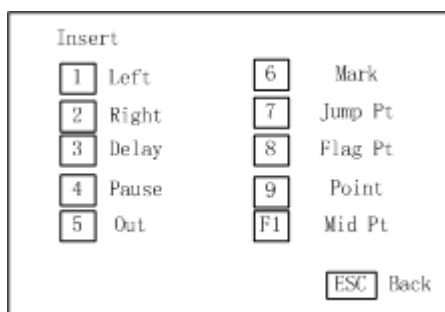 Insert
1 Left 6 Mark
2 Right 7 Jump Pt
3 Delay 8 Flag Pt
4 Pause 9 Point
5 Out F1 Mid Pt
ESC Back